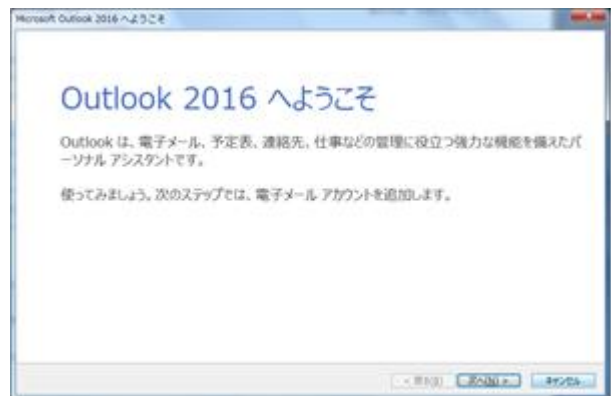 Microsoft Outlook 2016 へようこそ
Outlook 2016 へようこそ
Outlook は、電子メール、予定表、連絡先、仕事などの管理に役立つ強力な機能を備えたパ
ーソナル アシスタントです。
使ってみましょう。次のステップでは、電子メール アカウントを追加します。
< 戻る(B) 次へ(N) > キャンセル